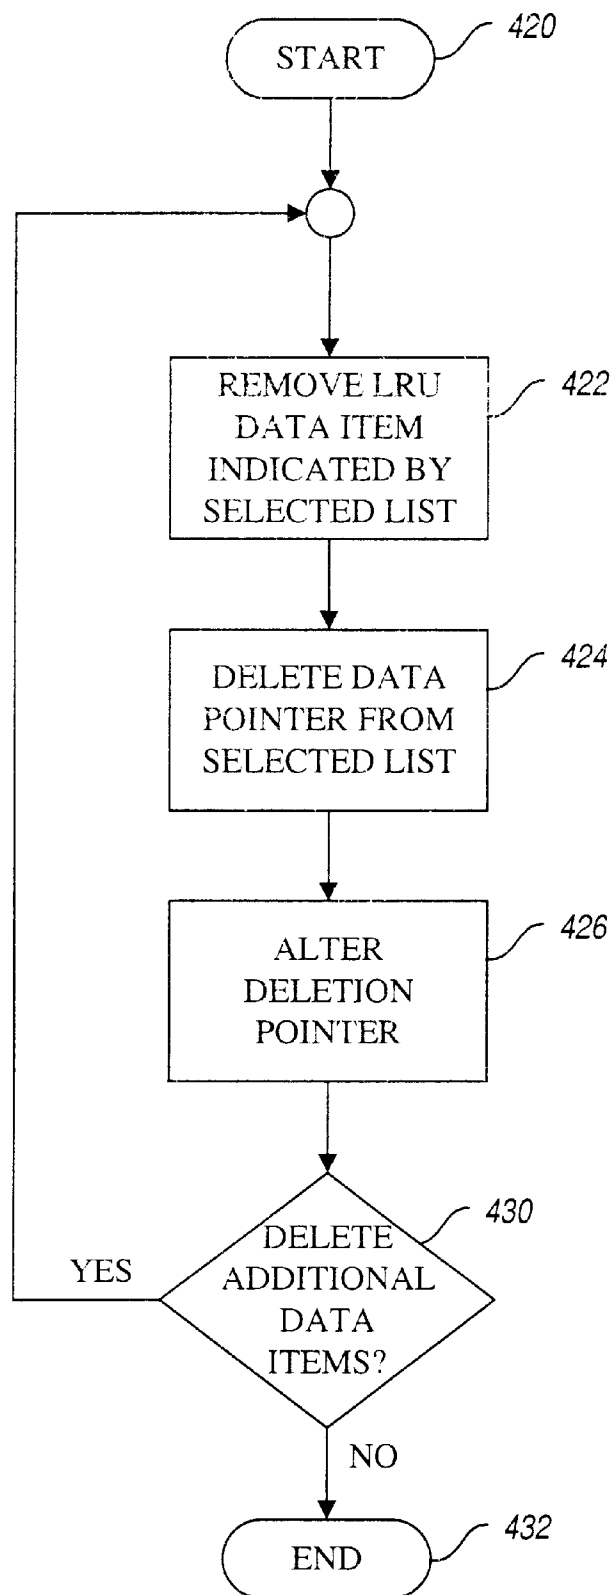 START
420
REMOVE LRU
DATA ITEM
INDICATED BY
SELECTED LIST
422
DELETE DATA
POINTER FROM
SELECTED LIST
424
ALTER
DELETION
POINTER
426
DELETE
ADDITIONAL
DATA
ITEMS?
430
YES
NO
END
432